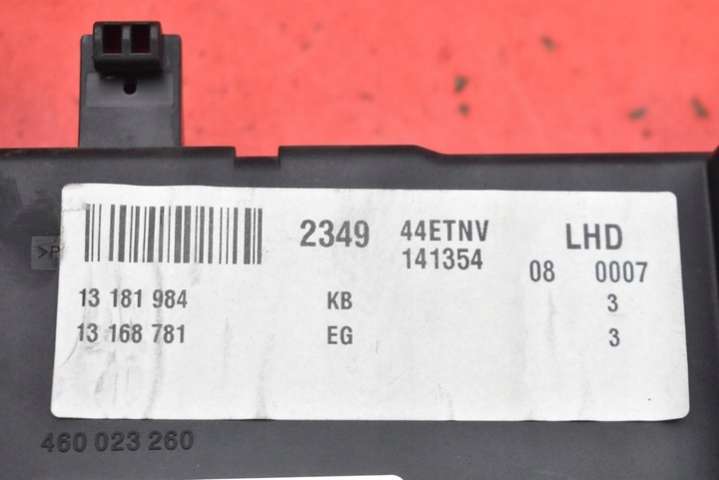 2349 44ETNV LHD
141354 08 0007
13 181 984 KB 3
13 168 781 EG 3
>P
460 023 260